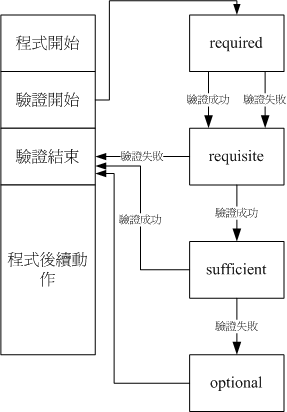 程式開始
required
驗證開始
驗證成功
驗證失敗
驗證結束
驗證失敗
requisite
驗證成功
驗證成功
程式後續動
作
sufficient
驗證失敗
optional